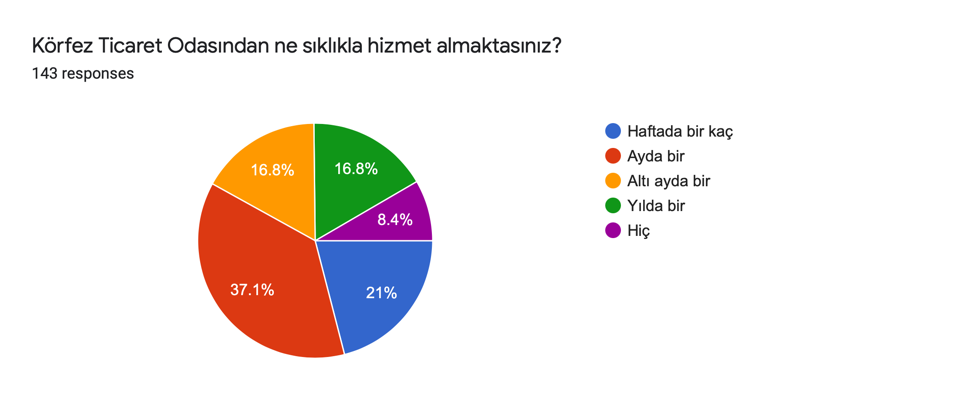 Körfez Ticaret Odasından ne sıklıkla hizmet almaktasınız?
143 responses
16.8%
16.8%
8.4%
37.1%
21%
Haftada bir kaç
Ayda bir
Altı ayda bir
Yılda bir
Hiç